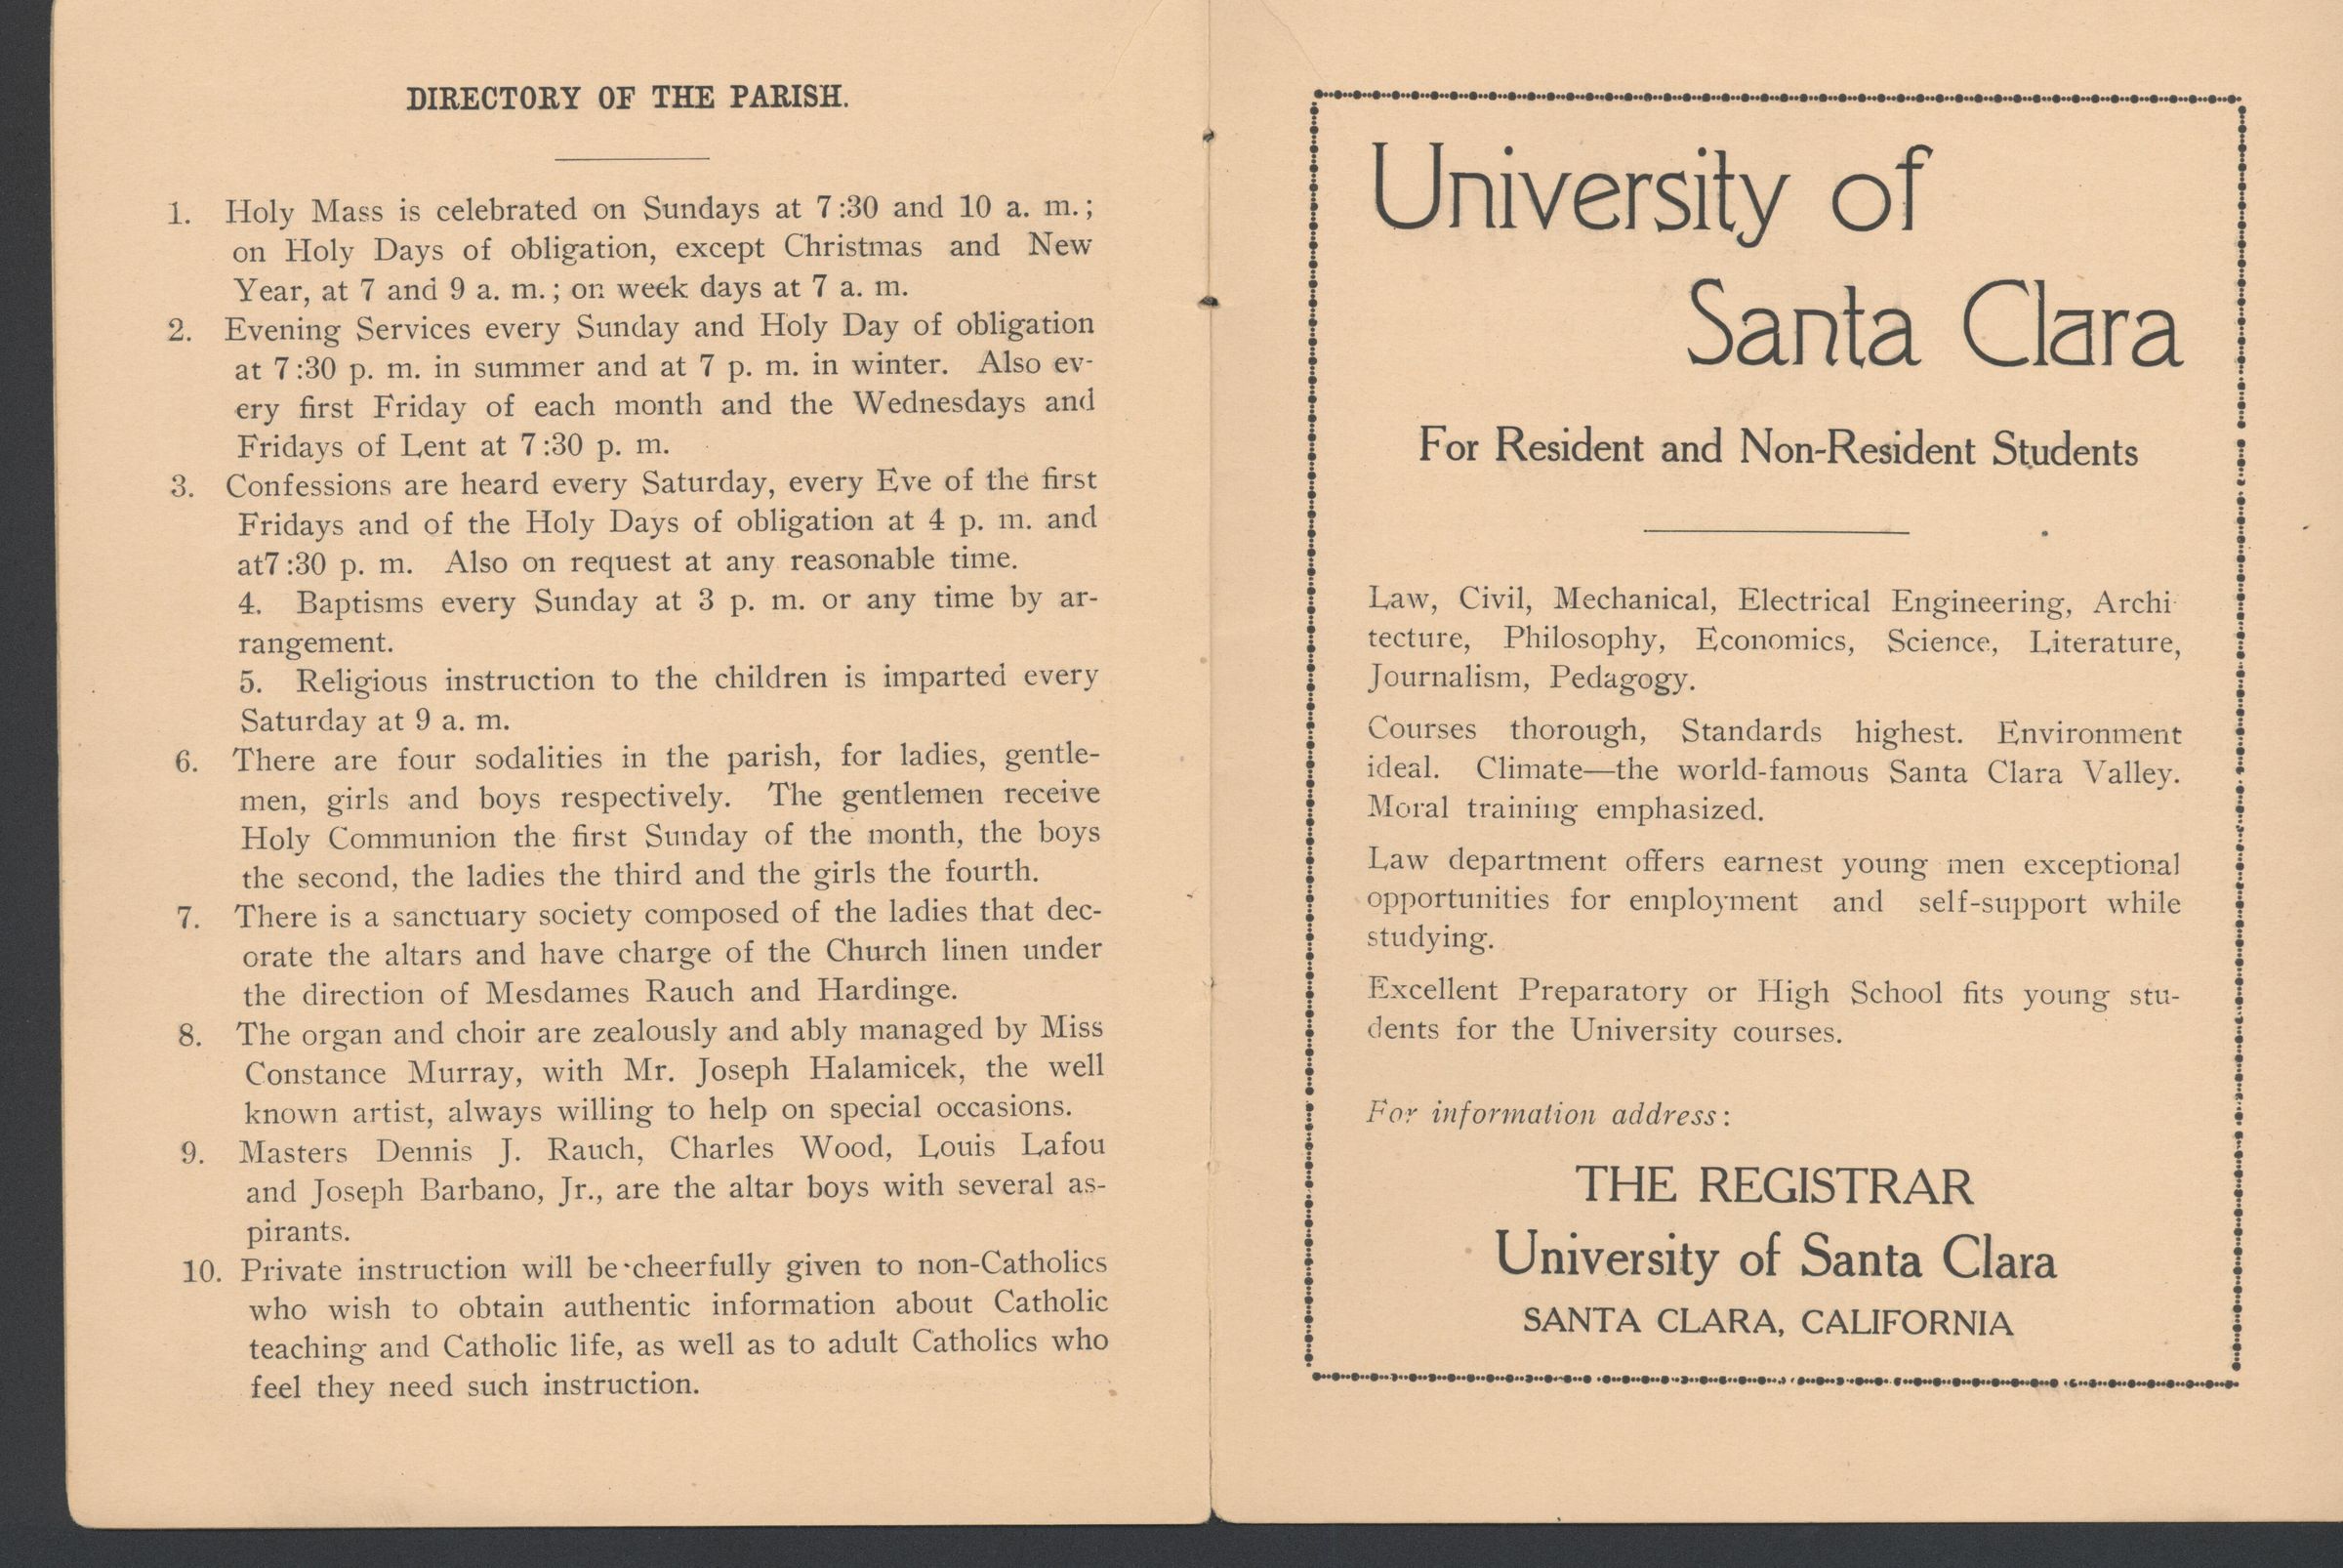 DIRECTORY OF THE PARISH.
1. Holy Mass is celebrated on Sundays at 7:30 and 10 a. m.;
on Holy Days of obligation, except Christmas and New
Year, at 7 and 9 a. m.; on week days at 7 a. m.
2. Evening Services every Sunday and Holy Day of obligation
at 7:30 p. m. in summer and at 7 p. m. in winter. Also ev-
ery first Friday of each month and the Wednesdays and
Fridays of Lent at 7:30 p. m.
3. Confessions are heard every Saturday, every Eve of the first
Fridays and of the Holy Days of obligation at 4 p. m. and
at7:30 p. m. Also on request at any reasonable time.
4. Baptisms every Sunday at 3 p. m. or any time by ar-
rangement.
5. Religious instruction to the children is imparted every
Saturday at 9 a. m.
6. There are four sodalities in the parish, for ladies, gentle-
men, girls and boys respectively. The gentlemen receive
Holy Communion the first Sunday of the month, the boys
the second, the ladies the third and the girls the fourth.
7. There is a sanctuary society composed of the ladies that dec-
orate the altars and have charge of the Church linen under
the direction of Mesdames Rauch and Hardinge.
8. The organ and choir are zealously and ably managed by Miss
Constance Murray, with Mr. Joseph Halamicek, the well
known artist, always willing to help on special occasions.
9. Masters Dennis J. Rauch, Charles Wood, Louis Lafou
and Joseph Barbano, Jr., are the altar boys with several as-
pirants.
10. Private instruction will be cheerfully given to non-Catholics
who wish to obtain authentic information about Catholic
teaching and Catholic life, as well as to adult Catholics who
feel they need such instruction.
University of
Santa Clara
For Resident and Non-Resident Students
Law, Civil, Mechanical, Electrical Engineering, Archi-
tecture, Philosophy, Economics, Science, Literature,
Journalism, Pedagogy.
Courses thorough, Standards highest. Environment
ideal. Climate—the world-famous Santa Clara Valley.
Moral training emphasized.
Law department offers earnest young men exceptional
opportunities for employment and self-support while
studying.
Excellent Preparatory or High School fits young stu-
dents for the University courses.
For information address:
THE REGISTRAR
University of Santa Clara
SANTA CLARA, CALIFORNIA